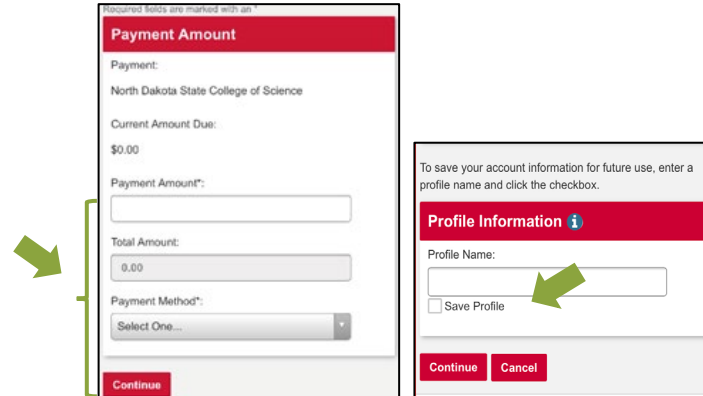 Required fields are marked with an *
Payment Amount
Payment:
North Dakota State College of Science
Current Amount Due:
$0.00
Payment Amount*:
Total Amount:
0.00
Payment Method*:
Select One...
Continue
To save your account information for future use, enter a
profile name and click the checkbox.
Profile Information i
Profile Name:
Save Profile
Continue Cancel